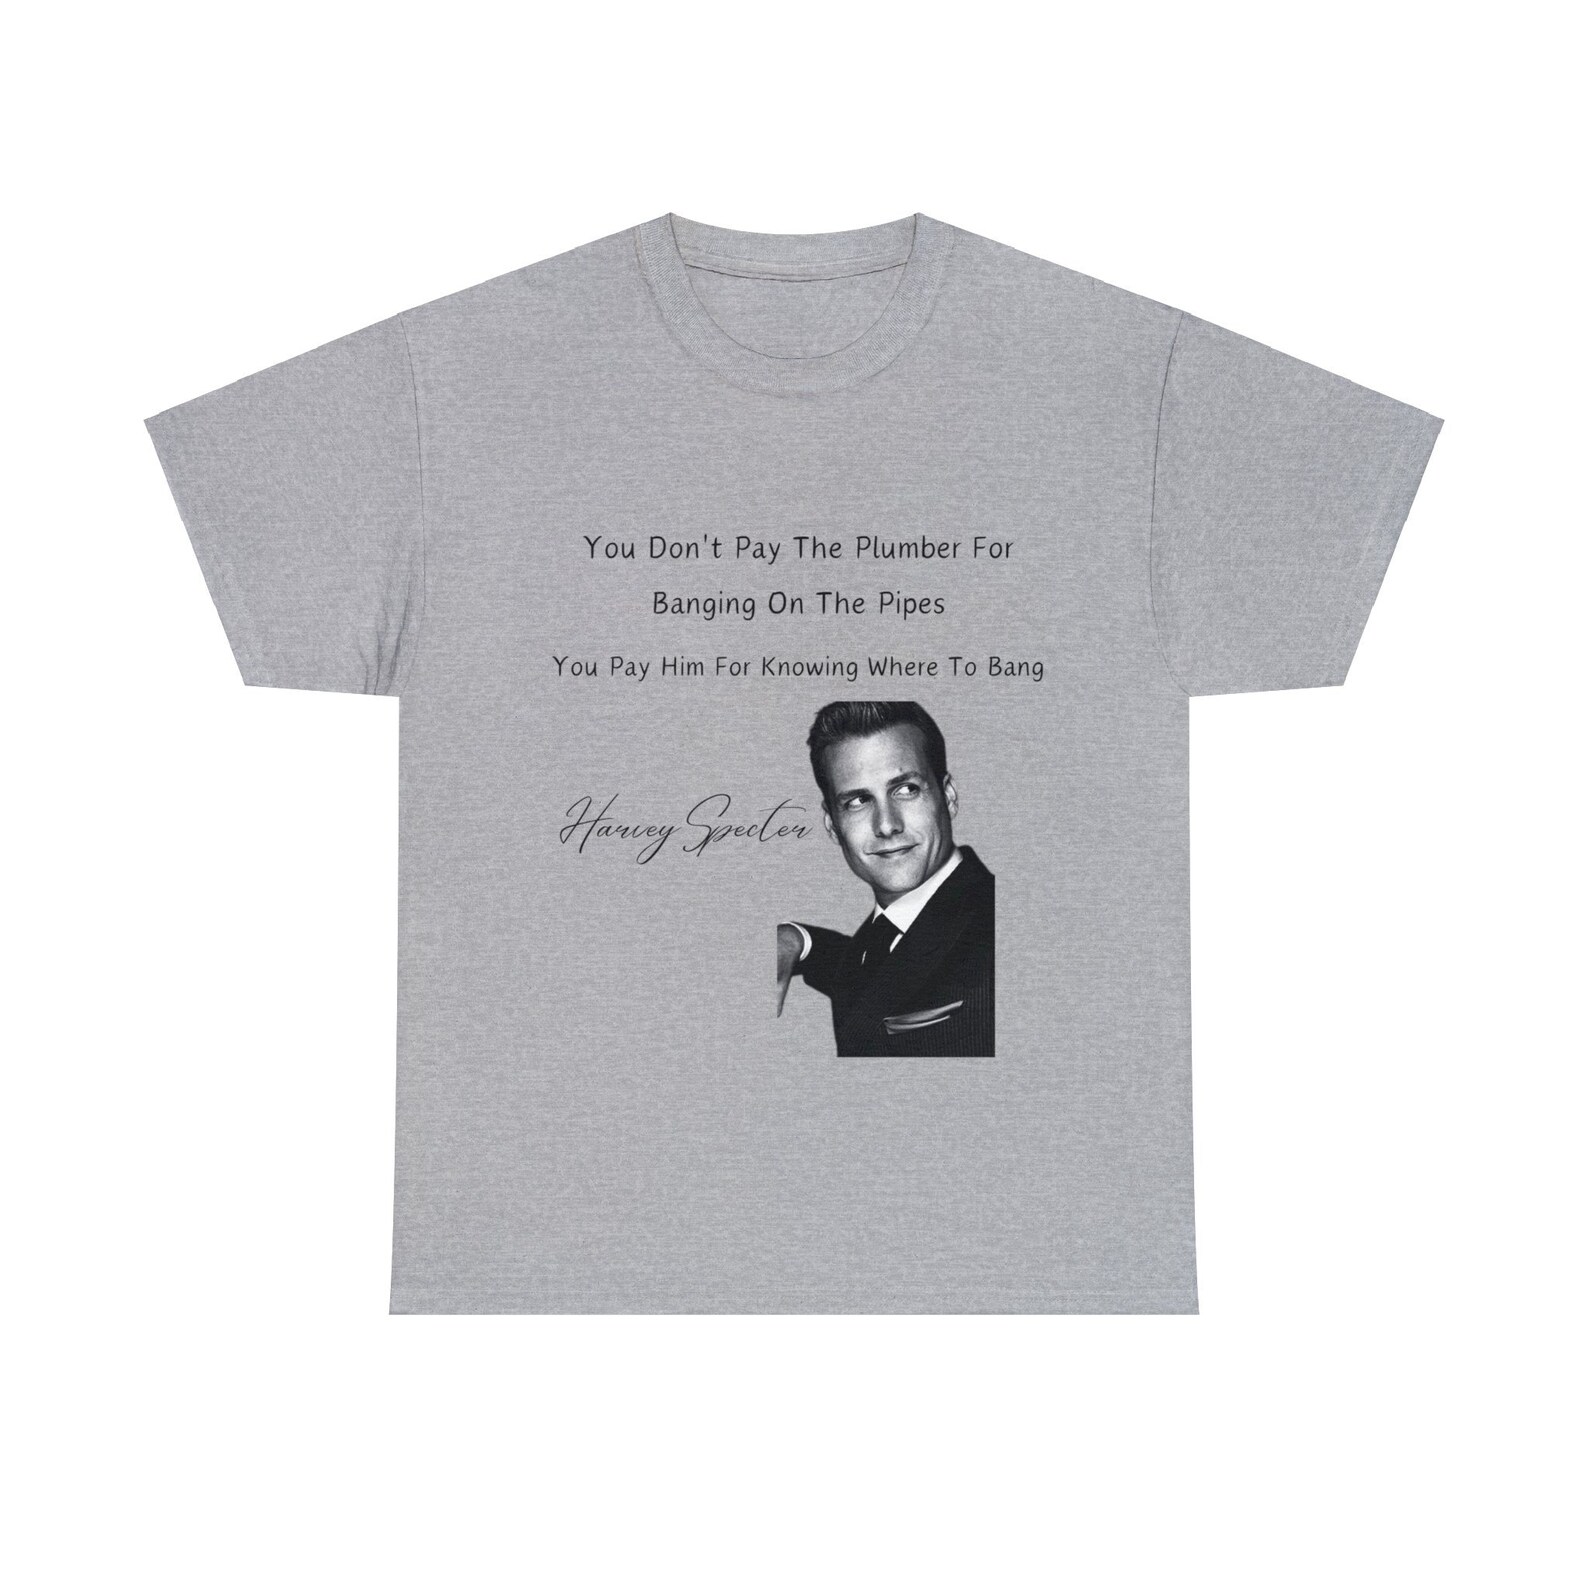 You Don't Pay The Plumber For
Banging On The Pipes
You Pay Him For Knowing Where To Bang
Harvey Specter